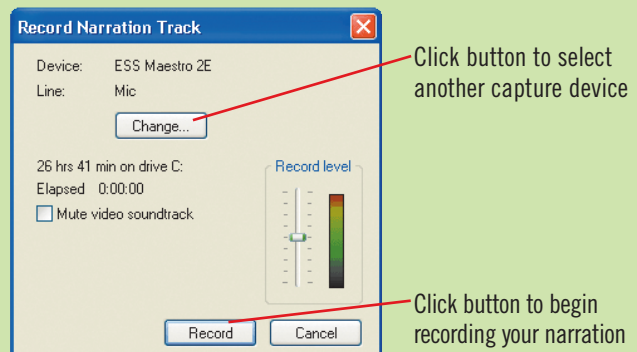 Record Narration Track
Click button to select
another capture device
Device: ESS Maestro 2E
Line: Mic
Change...
26 hrs 41 min on drive C:
Record level
Elapsed 0:00:00
Mute video soundtrack
Click button to begin
recording your narration
Record Cancel